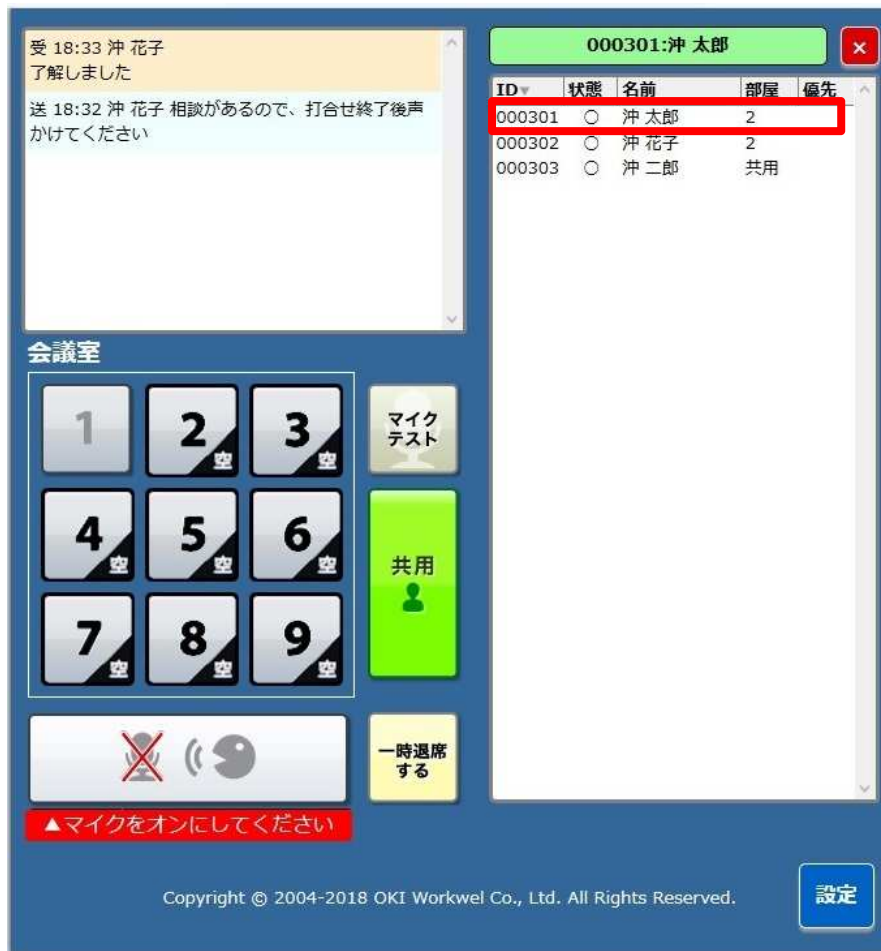 受 18:33 沖 花子
了解しました
送 18:32 沖 花子 相談があるので、打合せ終了後声
かけてください
000301:沖 太郎
×
ID▼ 状態 名前 部屋 優先
000301 ○ 沖 太郎 2
000302 ○ 沖 花子 2
000303 ○ 沖 二郎 共用
会議室
1 2 空 3 空
マイク
テスト
4 空 5 空 6 空
共用
7 空 8 空 9 空
一時退席
する
▲マイクをオンにしてください
Copyright © 2004-2018 OKI Workwel Co., Ltd. All Rights Reserved.
設定